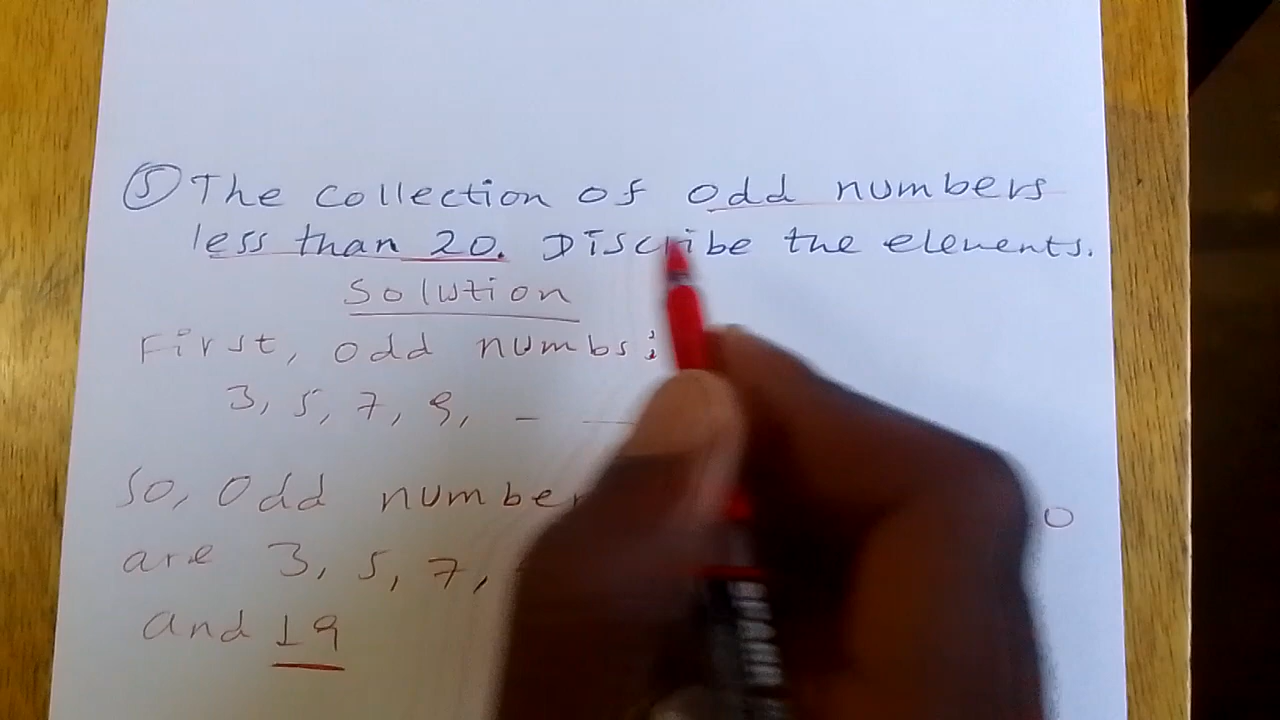 ⑤ The collection of odd numbers
less than 20. Discribe the elements.
Solution
First, odd numbs:
3, 5, 7, 9, - —
So, Odd number
are 3, 5, 7,
and 19